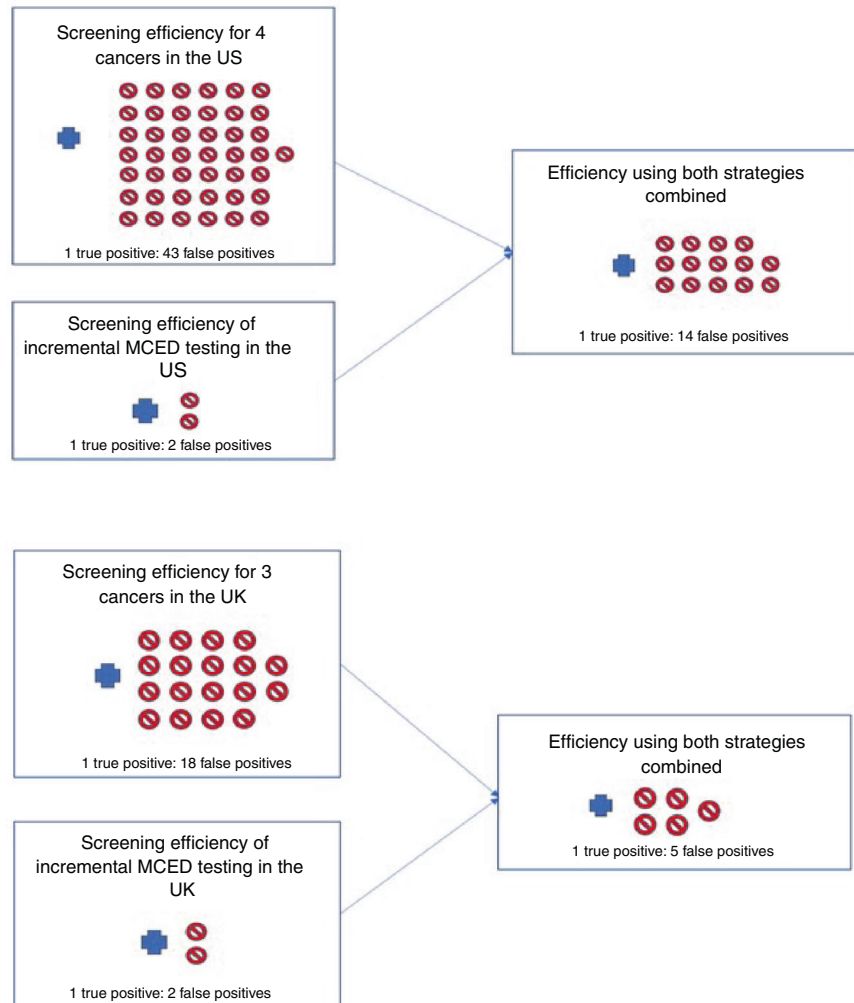 Screening efficiency for 4
cancers in the US
1 true positive: 43 false positives
Screening efficiency of
incremental MCED testing in the
US
1 true positive: 2 false positives
Efficiency using both strategies
combined
1 true positive: 14 false positives
Screening efficiency for 3
cancers in the UK
1 true positive: 18 false positives
Screening efficiency of
incremental MCED testing in the
UK
1 true positive: 2 false positives
Efficiency using both strategies
combined
1 true positive: 5 false positives